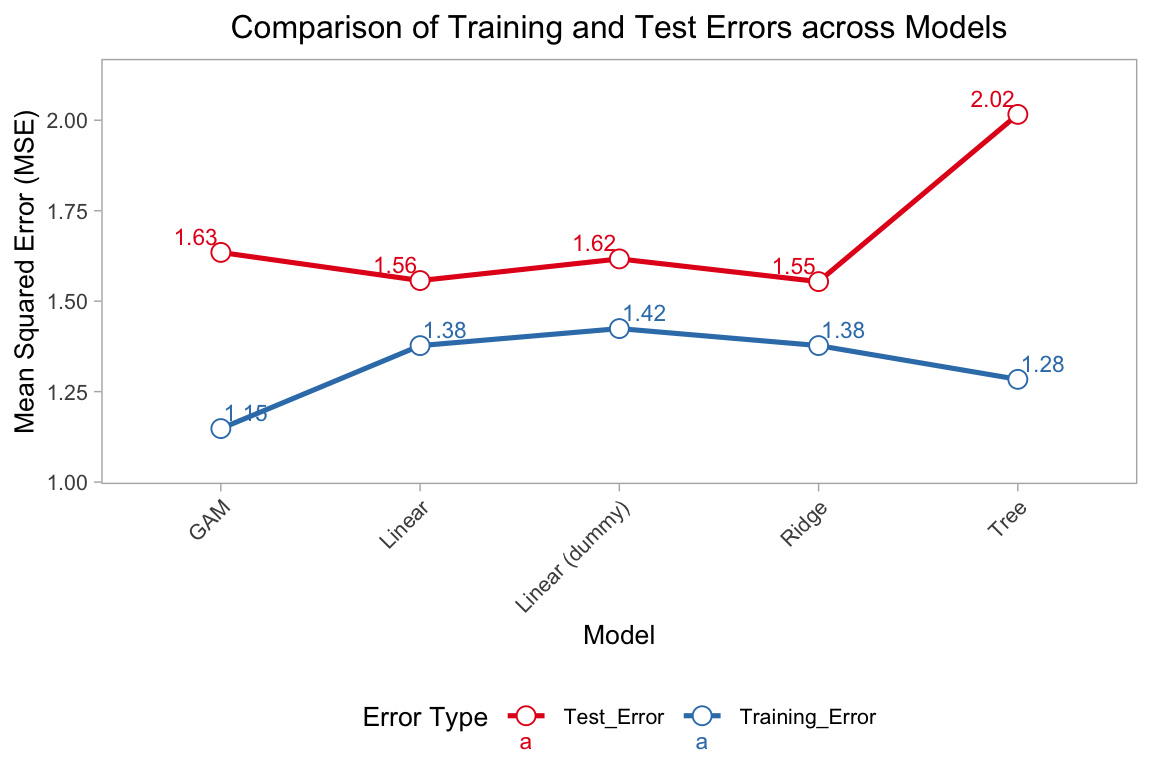 Comparison of Training and Test Errors across Models
Mean Squared Error (MSE)
2.00
1.75
1.50
1.25
1.00
1.63
1.56
1.62
1.55
2.02
1.15
1.38
1.42
1.38
1.28
GAM
Linear
Linear (dummy)
Ridge
Tree
Model
Error Type
Test_Error
Training_Error
a
a